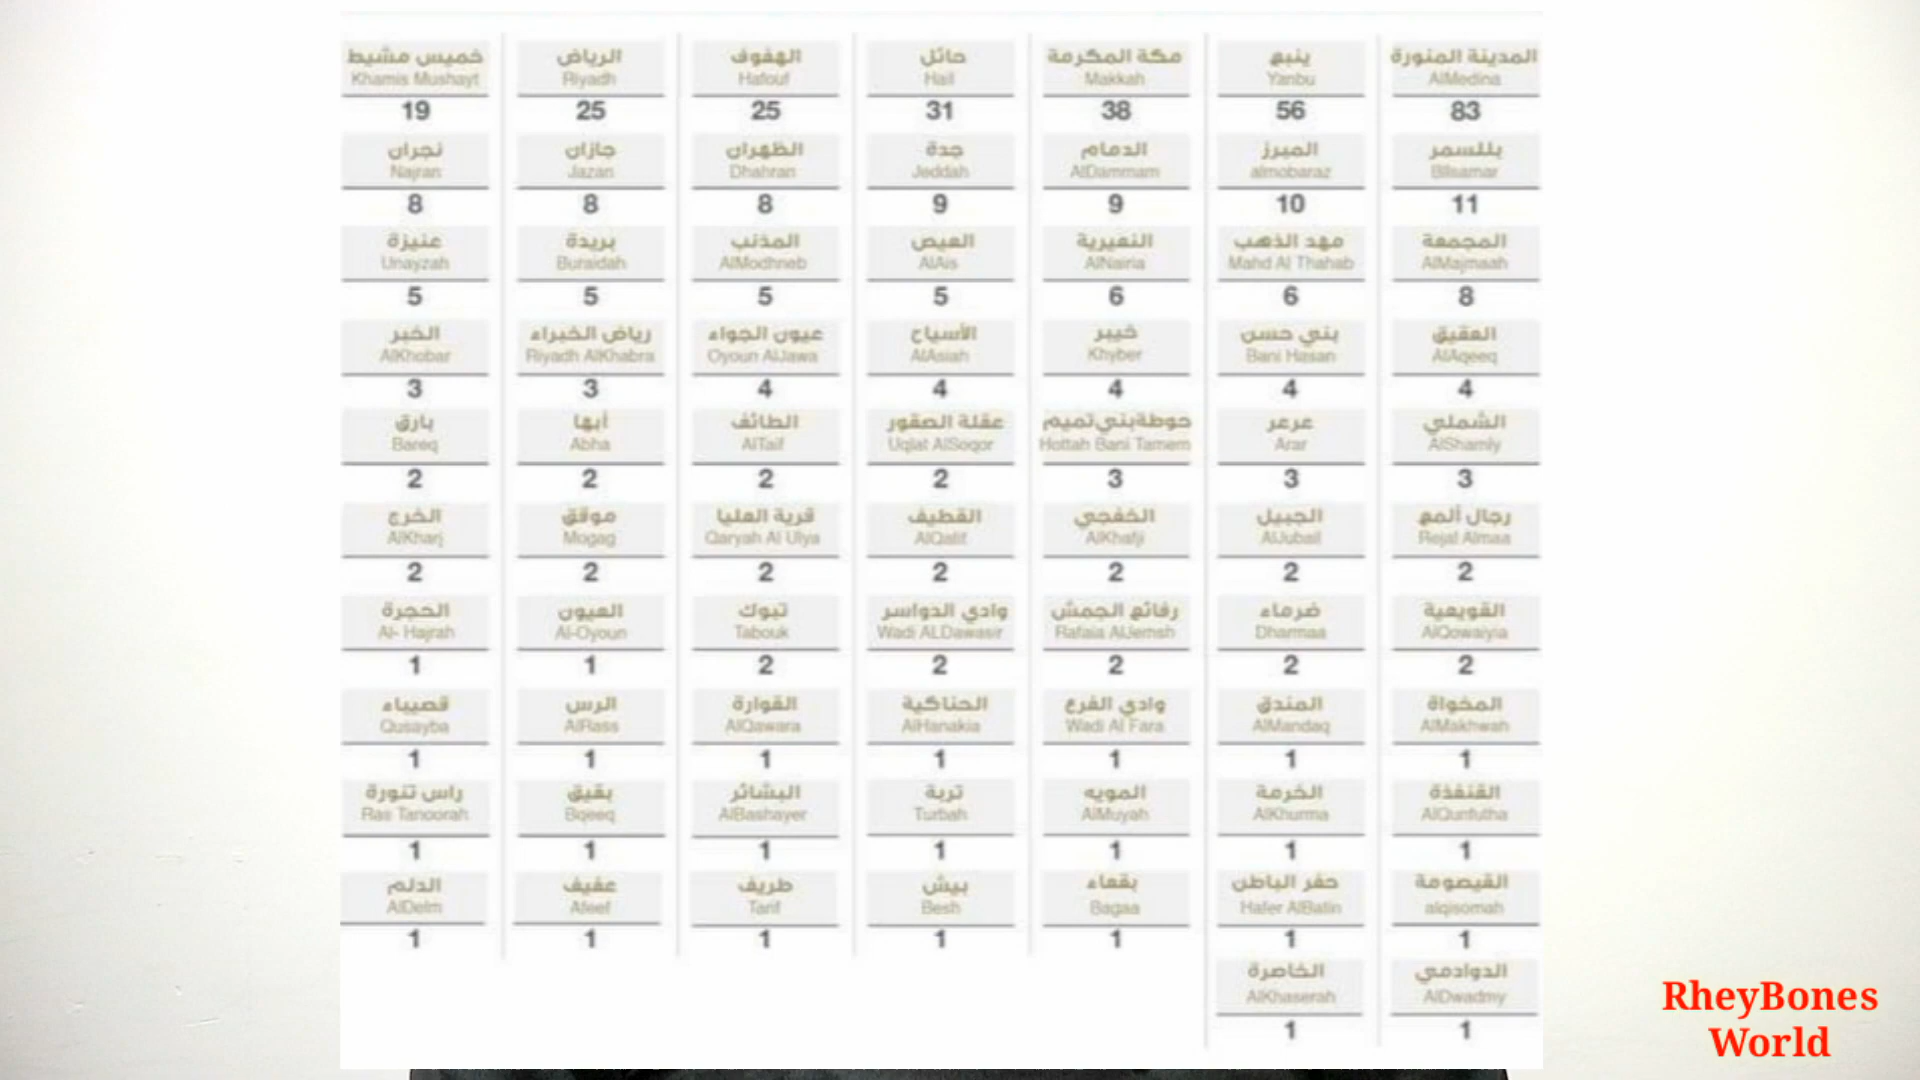 خميس مشيط الرياض الهفوف حائل مكة المكرمة ينبع المدينة المنورة
Khamis Mushayt Riyadh Hafouf Hail Makkah Yanbu AlMedina
19 25 25 31 38 56 83
نجران جازان الظهران جدة الدمام المبرز بللسمر
Najran Jazan Dhahran Jeddah AlDammam almobaraz Bllsamar
8 8 8 9 9 10 11
عنيزة بريدة المذنب العيص النعيرية مهد الذهب المجمعة
Unayzah Buraidah AlModhneb AlAis AlNairia Mahd Al Thahab AlMajmaah
5 5 5 5 6 6 8
الخبر رياض الخبراء عيون الجواء الأسياح خيبر بني حسن العقيق
AlKhobar Riyadh AlKhabra Oyoun AlJawa AlAsiah Khyber Bani Hasan AlAqeeq
3 3 4 4 4 4 4
بارق أبها الطائف عقلة الصقور حوطة بني تميم عرعر الشملي
Bareq Abha AlTaif Uqlat AlSoqor Hottah Bani Tamem Arar AlShamly
2 2 2 2 3 3 3
الخرج موقق قرية العليا القطيف الخفجي الجبيل رجال ألمع
AlKharj Mogag Qaryah Al Ulya AlQatif AlKhafji AlJubail Rejal Almaa
2 2 2 2 2 2 2
الحجرة العيون تبوك وادي الدواسر رفائع الجمش ضرماء القويعية
Al- Hajrah Al-Oyoun Tabouk Wadi ALDawasir Rafaia AlJemsh Dharmaa AlQowaiyia
1 1 2 2 2 2 2
قصيباء الرس القوارة الحناكية وادي الفرع المندق المخواة
Qusayba AlRass AlQawara AlHanakia Wadi Al Fara AlMandaq AlMakhwah
1 1 1 1 1 1 1
راس تنورة بقيق البشائر تربة المويه الخرمة القنفذة
Ras Tanoorah Bqeeq AlBashayer Turbah AlMuyah AlKhurma AlQunfutha
1 1 1 1 1 1 1
الدلم عفيف طريف بيش بقعاء حفر الباطن القيصومة
AlDelm Afeef Tarif Besh Bagaa Hafer AlBatin alqisomah
1 1 1 1 1 1 1
الخاصرة الدوادمي
AlKhaserah AlDwadmy
1 1
RheyBones
World